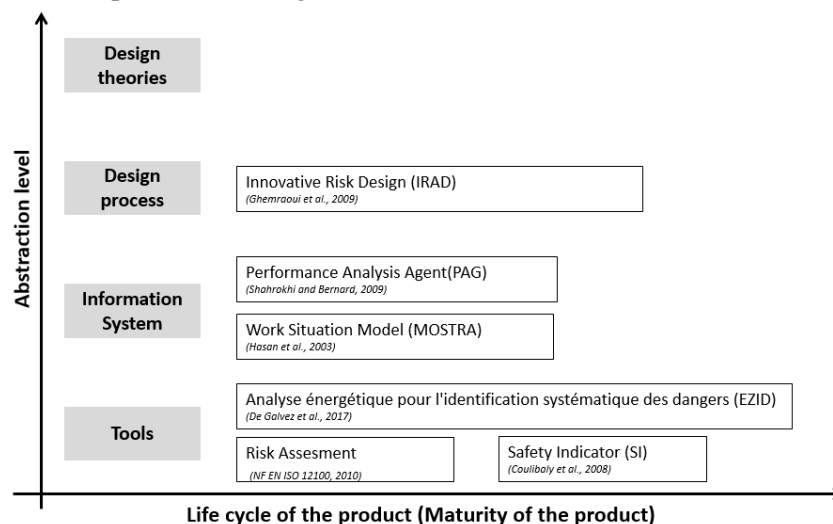 Abstraction level
Design
theories
Design
process
Innovative Risk Design (IRAD)
(Ghemraoui et al., 2009)
Information
System
Performance Analysis Agent(PAG)
(Shahrokhi and Bernard, 2009)
Work Situation Model (MOSTRA)
(Hasan et al., 2003)
Tools
Analyse énergétique pour l'identification systématique des dangers (EZID)
(De Galvez et al., 2017)
Risk Assesment
(NF EN ISO 12100, 2010)
Safety Indicator (SI)
(Coulibaly et al., 2008)
Life cycle of the product (Maturity of the product)